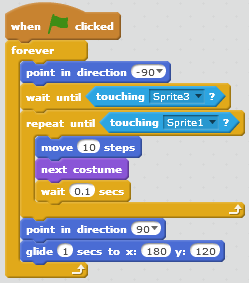 when clicked
forever
point in direction -90
wait until touching Sprite3 ?
repeat until touching Sprite1 ?
move 10 steps
next costume
wait 0.1 secs
point in direction 90
glide 1 secs to x: 180 y: 120